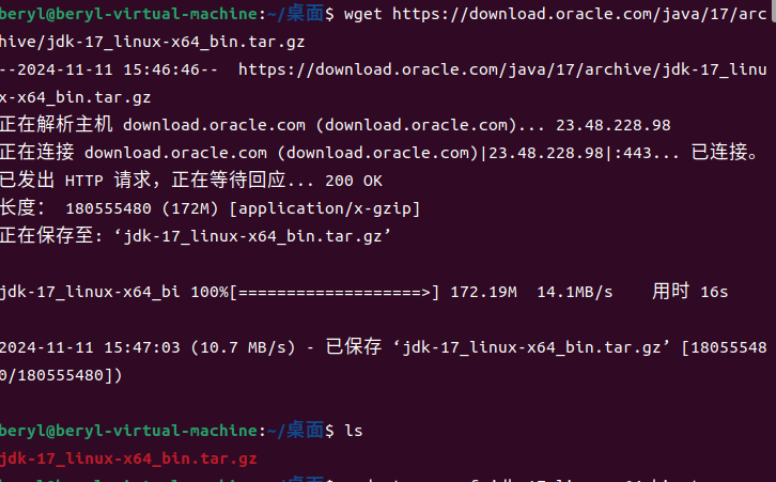 beryl@beryl-virtual-machine:~/桌面$ wget https://download.oracle.com/java/17/arc
hive/jdk-17_linux-x64_bin.tar.gz
--2024-11-11 15:46:46--  https://download.oracle.com/java/17/archive/jdk-17_linu
x-x64_bin.tar.gz
正在解析主机 download.oracle.com (download.oracle.com)... 23.48.228.98
正在连接 download.oracle.com (download.oracle.com)|23.48.228.98|:443... 已连接。
已发出 HTTP 请求，正在等待回应... 200 OK
长度： 180555480 (172M) [application/x-gzip]
正在保存至: ‘jdk-17_linux-x64_bin.tar.gz’
jdk-17_linux-x64_bi 100%[===================>] 172.19M  14.1MB/s    用时 16s
2024-11-11 15:47:03 (10.7 MB/s) - 已保存 ‘jdk-17_linux-x64_bin.tar.gz’ [18055548
0/180555480])
beryl@beryl-virtual-machine:~/桌面$ ls
jdk-17_linux-x64_bin.tar.gz